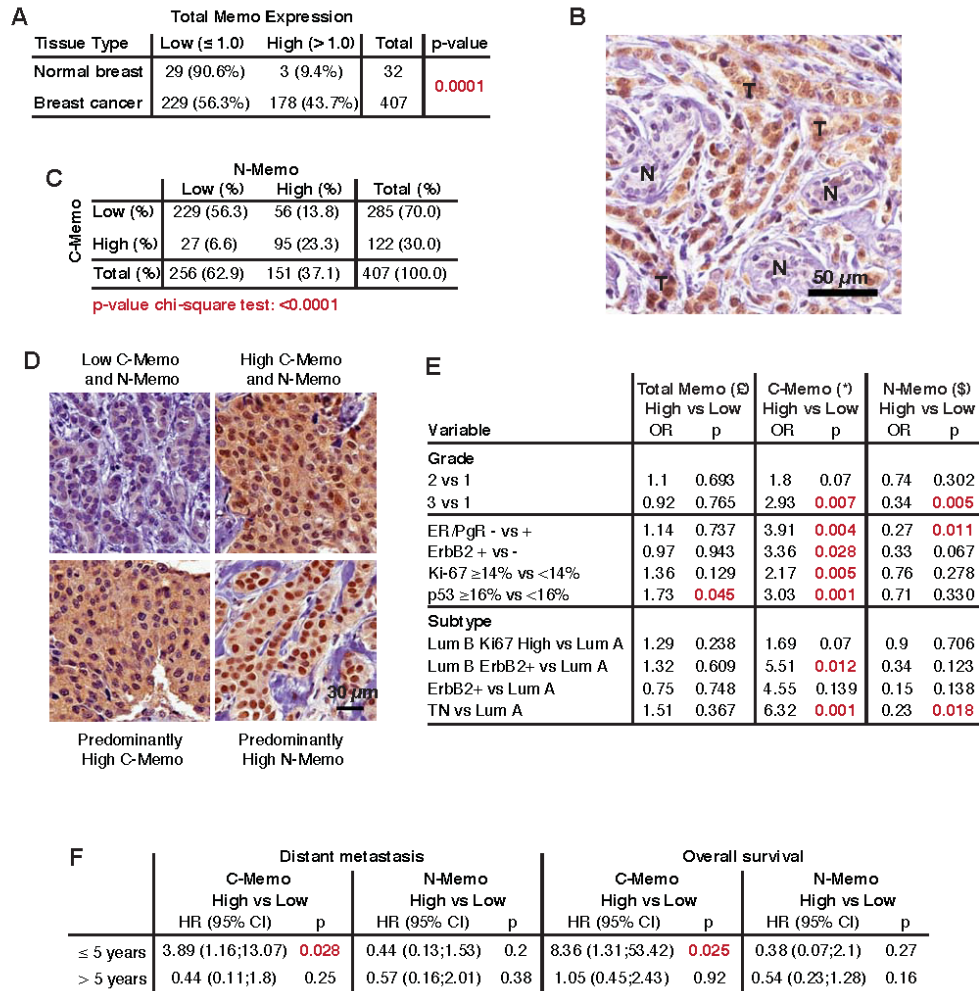 A
Total Memo Expression
Tissue Type Low (≤ 1.0) High (> 1.0) Total p-value
Normal breast 29 (90.6%) 3 (9.4%) 32
0.0001
Breast cancer 229 (56.3%) 178 (43.7%) 407
B
T
T
N
N
N
T
50 µm
C
N-Memo
Low (%) High (%) Total (%)
C-Memo
Low (%) 229 (56.3) 56 (13.8) 285 (70.0)
High (%) 27 (6.6) 95 (23.3) 122 (30.0)
Total (%) 256 (62.9) 151 (37.1) 407 (100.0)
p-value chi-square test: <0.0001
D
Low C-Memo and N-Memo
High C-Memo and N-Memo
30 µm
Predominantly High C-Memo
Predominantly High N-Memo
E
Total Memo (£) C-Memo (*) N-Memo ($)
High vs Low High vs Low High vs Low
Variable OR p OR p OR p
Grade
2 vs 1 1.1 0.693 1.8 0.07 0.74 0.302
3 vs 1 0.92 0.765 2.93 0.007 0.34 0.005
ER/PgR - vs + 1.14 0.737 3.91 0.004 0.27 0.011
ErbB2 + vs - 0.97 0.943 3.36 0.028 0.33 0.067
Ki-67 ≥14% vs <14% 1.36 0.129 2.17 0.005 0.76 0.278
p53 ≥16% vs <16% 1.73 0.045 3.03 0.001 0.71 0.330
Subtype
Lum B Ki67 High vs Lum A 1.29 0.238 1.69 0.07 0.9 0.706
Lum B ErbB2+ vs Lum A 1.32 0.609 5.51 0.012 0.34 0.123
ErbB2+ vs Lum A 0.75 0.748 4.55 0.139 0.15 0.138
TN vs Lum A 1.51 0.367 6.32 0.001 0.23 0.018
F
Distant metastasis Overall survival
C-Memo N-Memo C-Memo N-Memo
High vs Low High vs Low High vs Low High vs Low
HR (95% CI) p HR (95% CI) p HR (95% CI) p HR (95% CI) p
≤ 5 years 3.89 (1.16;13.07) 0.028 0.44 (0.13;1.53) 0.2 8.36 (1.31;53.42) 0.025 0.38 (0.07;2.1) 0.27
> 5 years 0.44 (0.11;1.8) 0.25 0.57 (0.16;2.01) 0.38 1.05 (0.45;2.43) 0.92 0.54 (0.23;1.28) 0.16